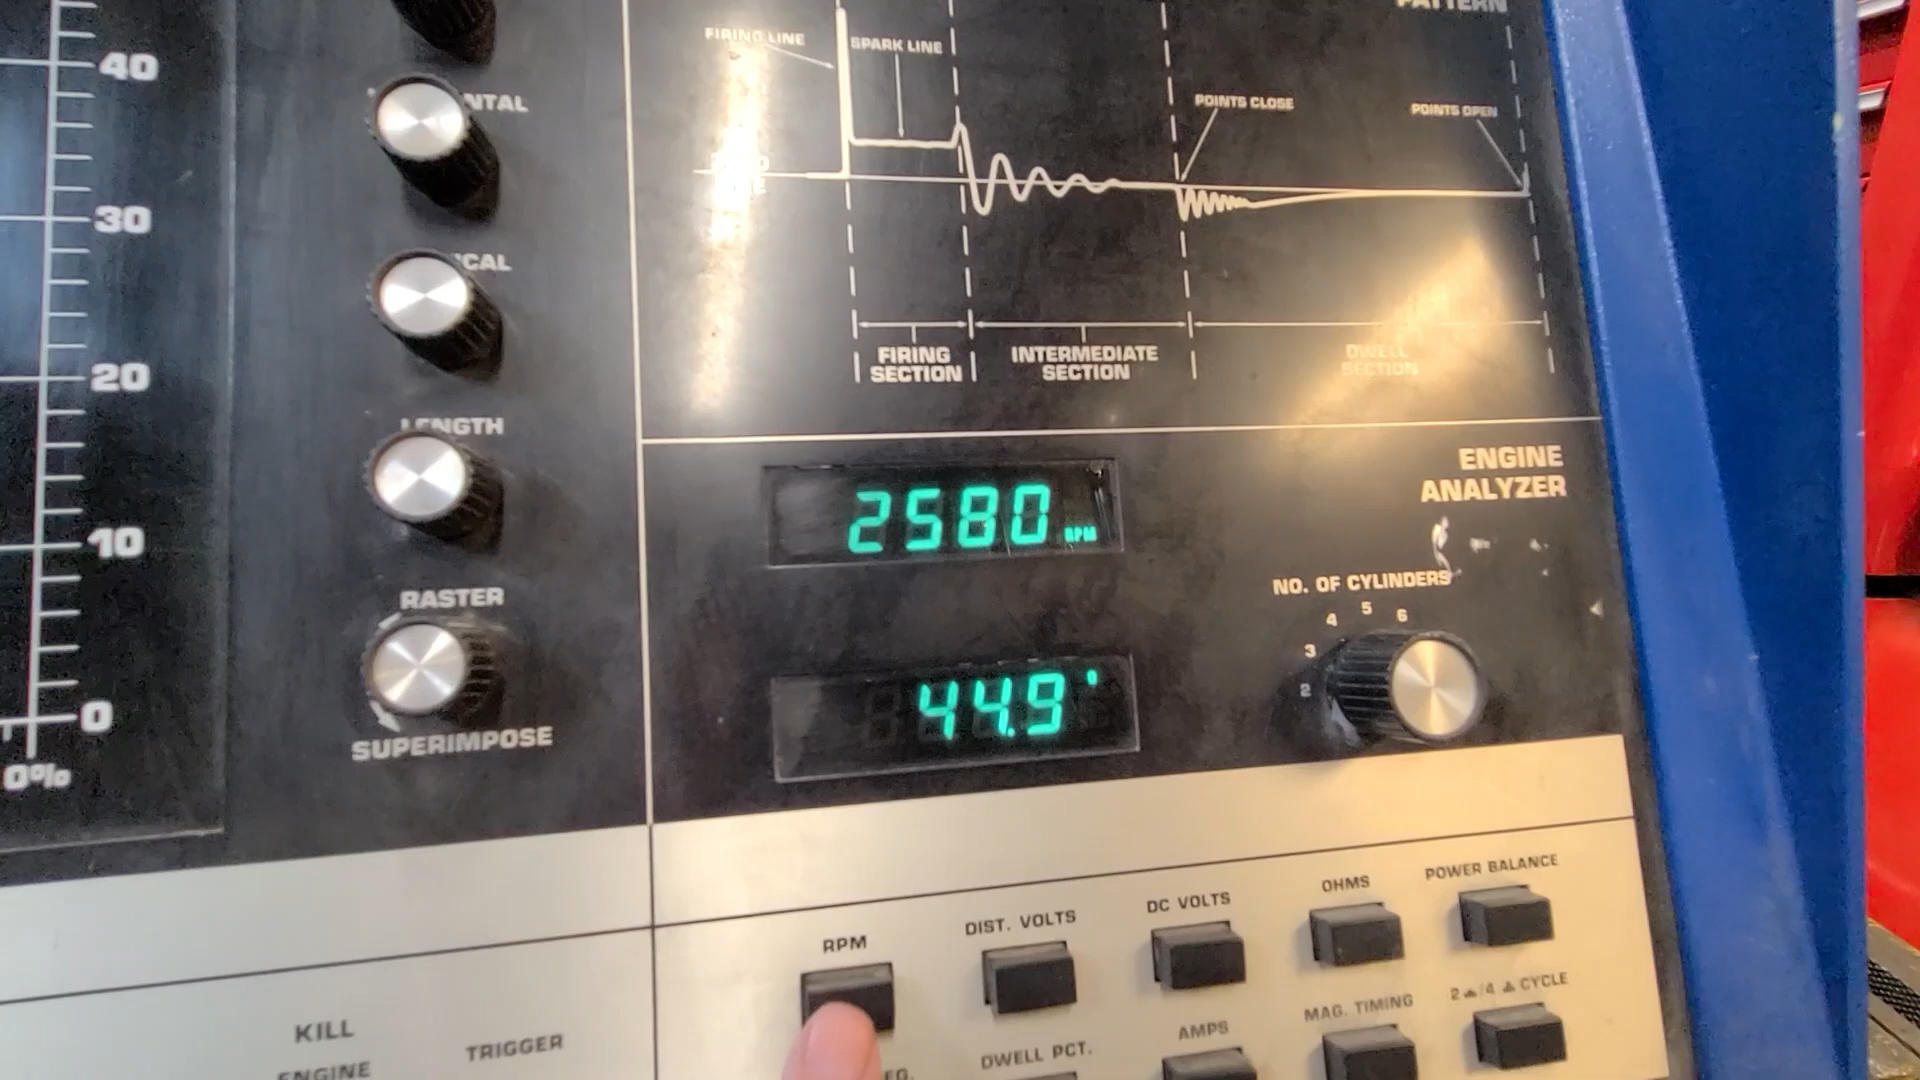 PATTERN
FIRING LINE
SPARK LINE
POINTS CLOSE
POINTS OPEN
FIRING
SECTION
INTERMEDIATE
SECTION
DWELL
SECTION
40
30
20
10
0
0%
NTAL
ICAL
LENGTH
RASTER
SUPERIMPOSE
2580 RPM
44.9°
ENGINE
ANALYZER
NO. OF CYLINDERS
2
3
4
5
6
RPM
DIST. VOLTS
DC VOLTS
OHMS
POWER BALANCE
EG.
DWELL PCT.
AMPS
MAG. TIMING
2 /4 CYCLE
KILL
ENGINE
TRIGGER